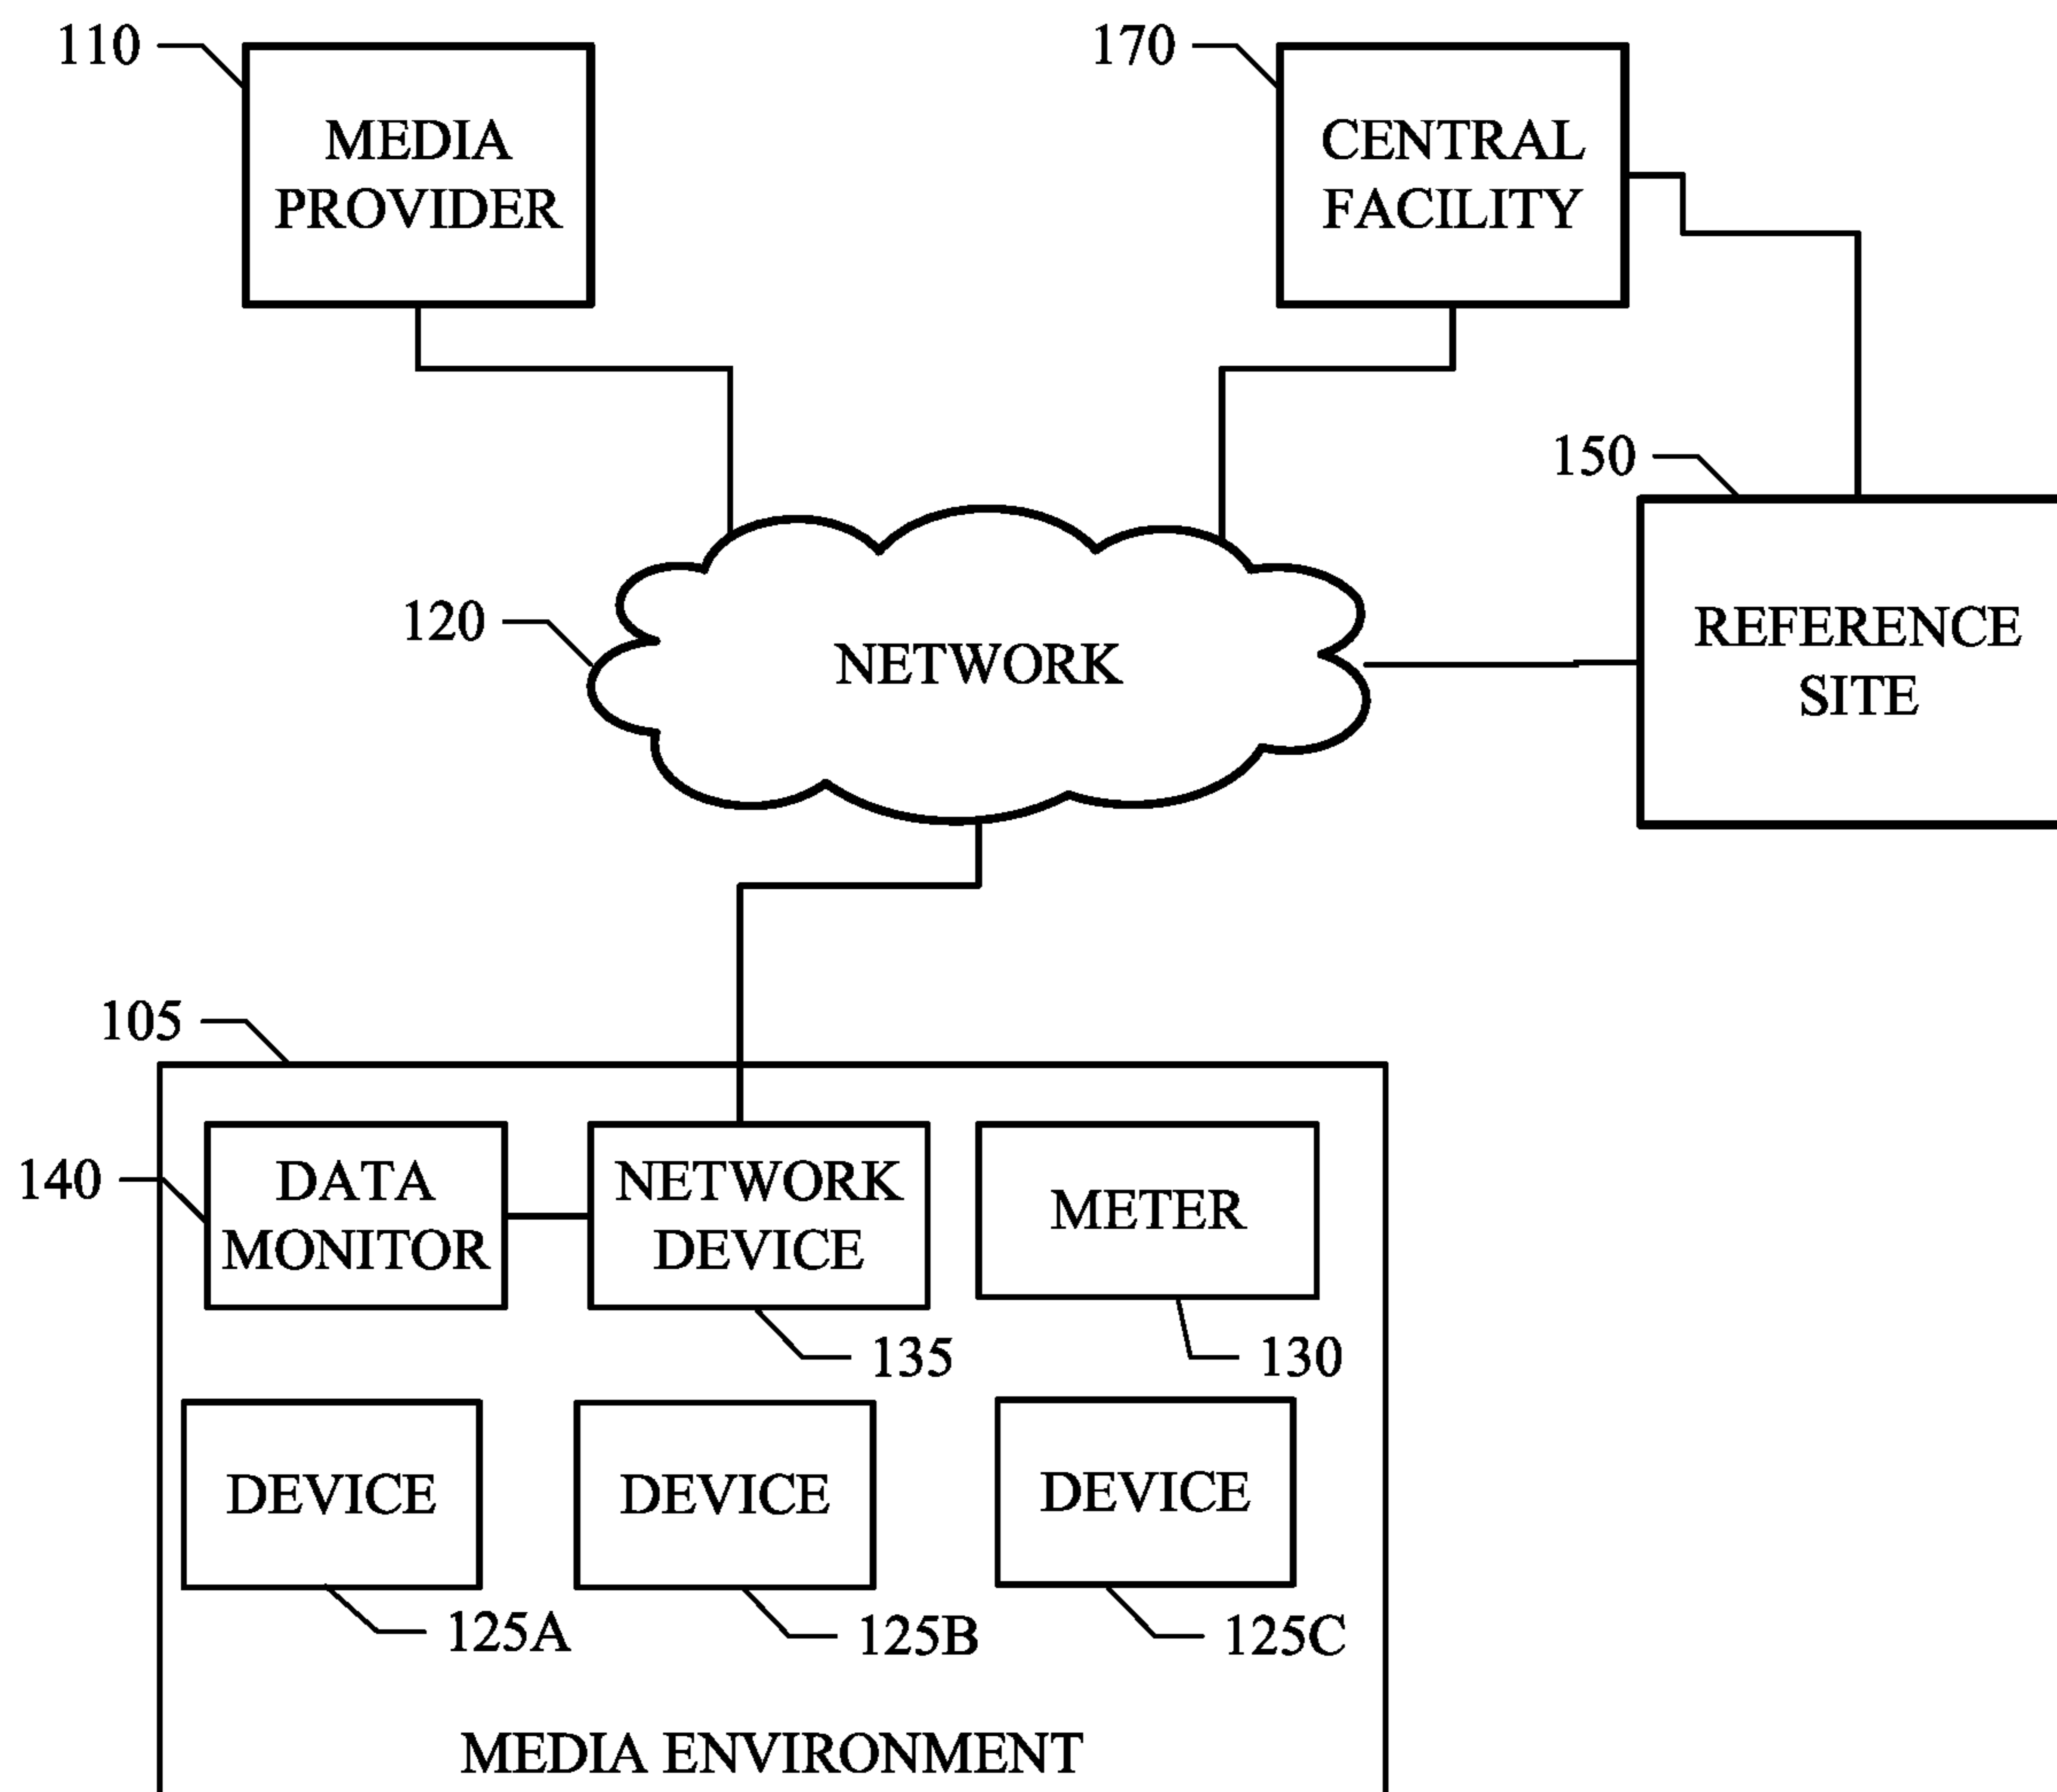 110
170
MEDIA
PROVIDER
CENTRAL
FACILITY
150
120
NETWORK
REFERENCE
SITE
105
140
DATA
MONITOR
NETWORK
DEVICE
METER
135
130
DEVICE
DEVICE
DEVICE
125A
125B
125C
MEDIA ENVIRONMENT